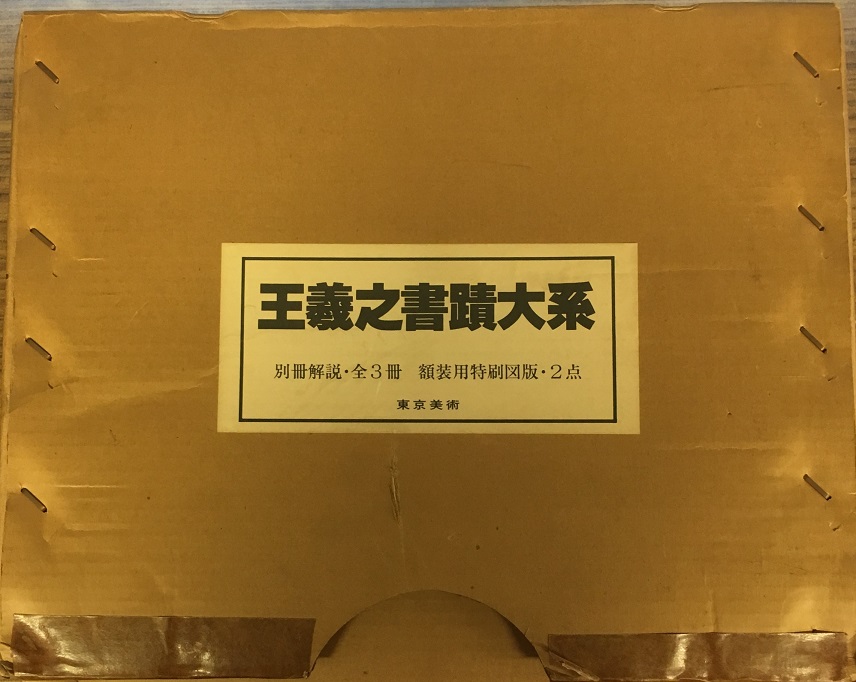 王羲之書蹟大系
別冊解説・全3冊　額装用特刷図版・2点
東京美術